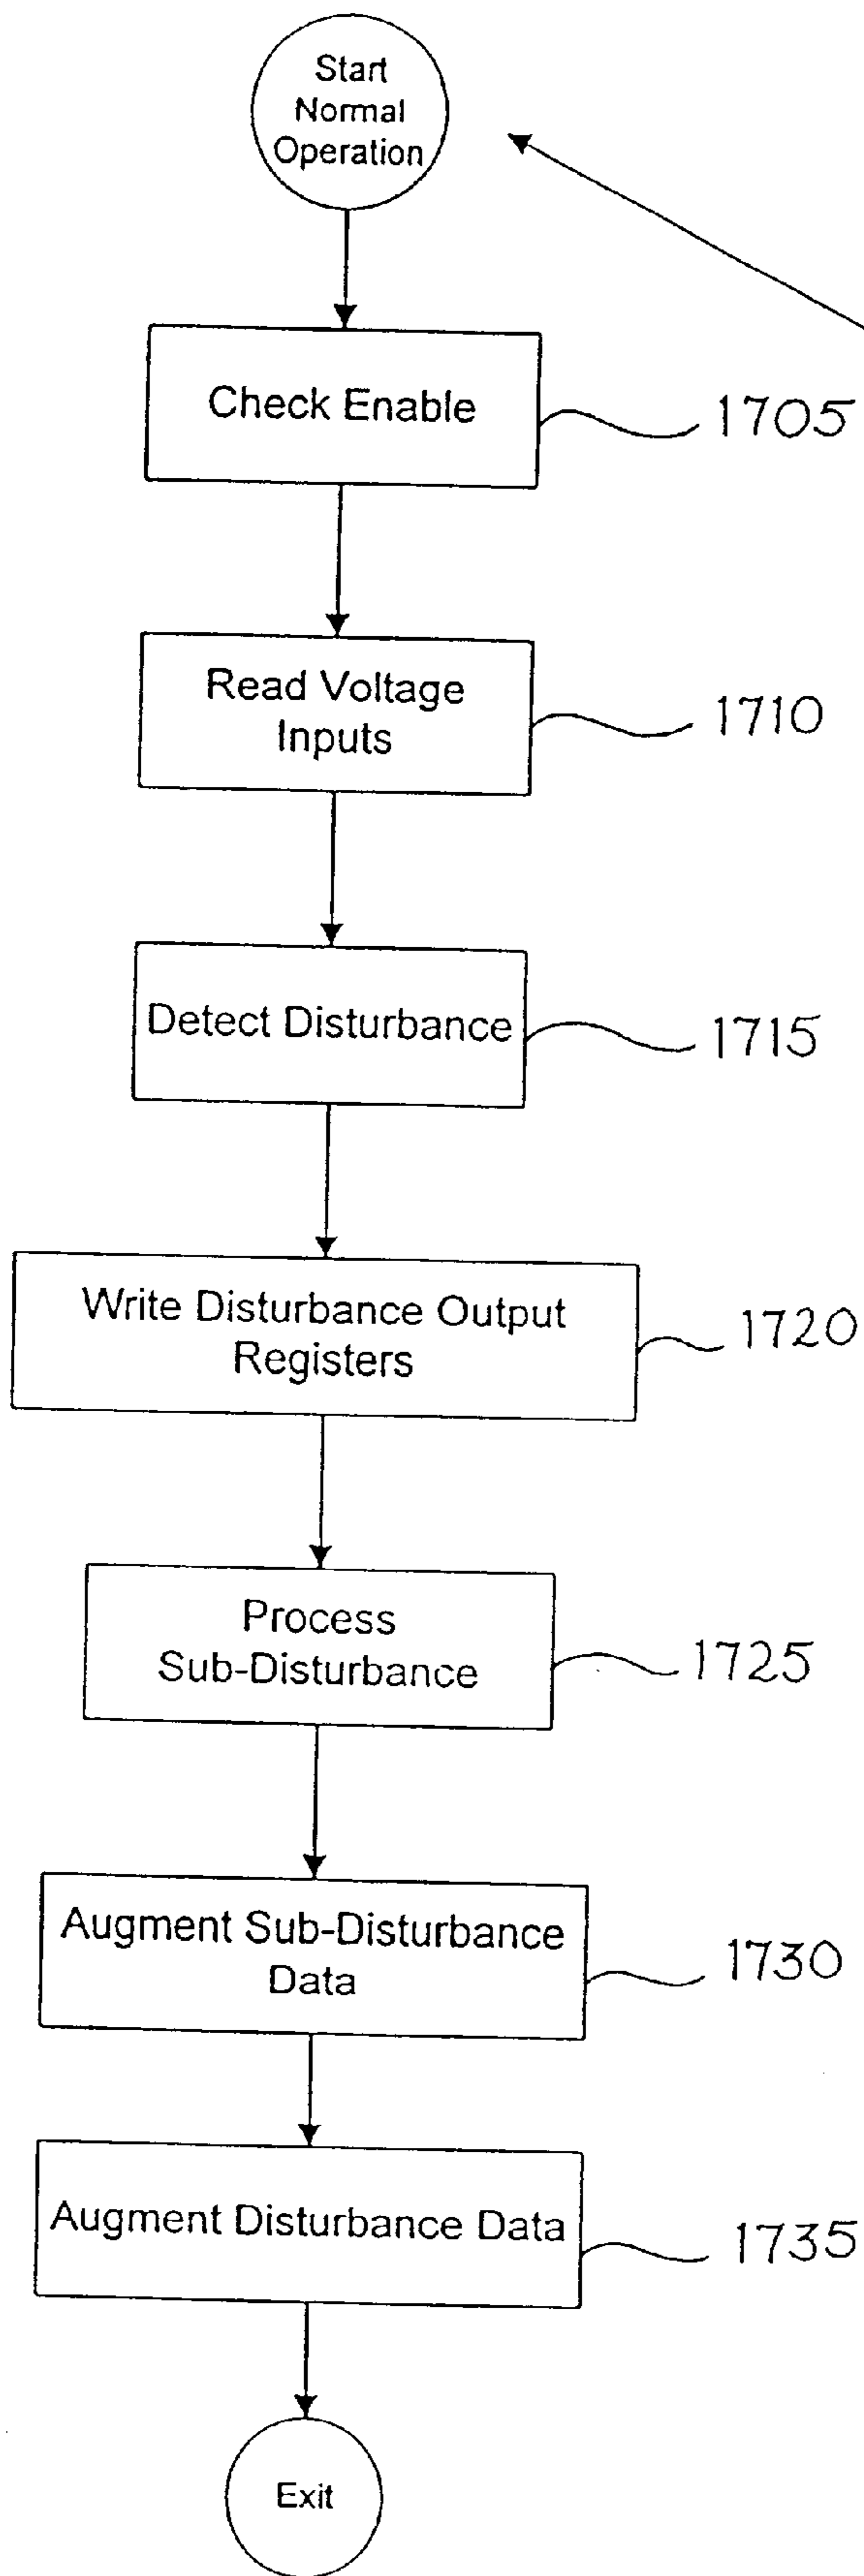 Start
Normal
Operation
Check Enable
1705
Read Voltage
Inputs
1710
Detect Disturbance
1715
Write Disturbance Output
Registers
1720
Process
Sub-Disturbance
1725
Augment Sub-Disturbance
Data
1730
Augment Disturbance Data
1735
Exit